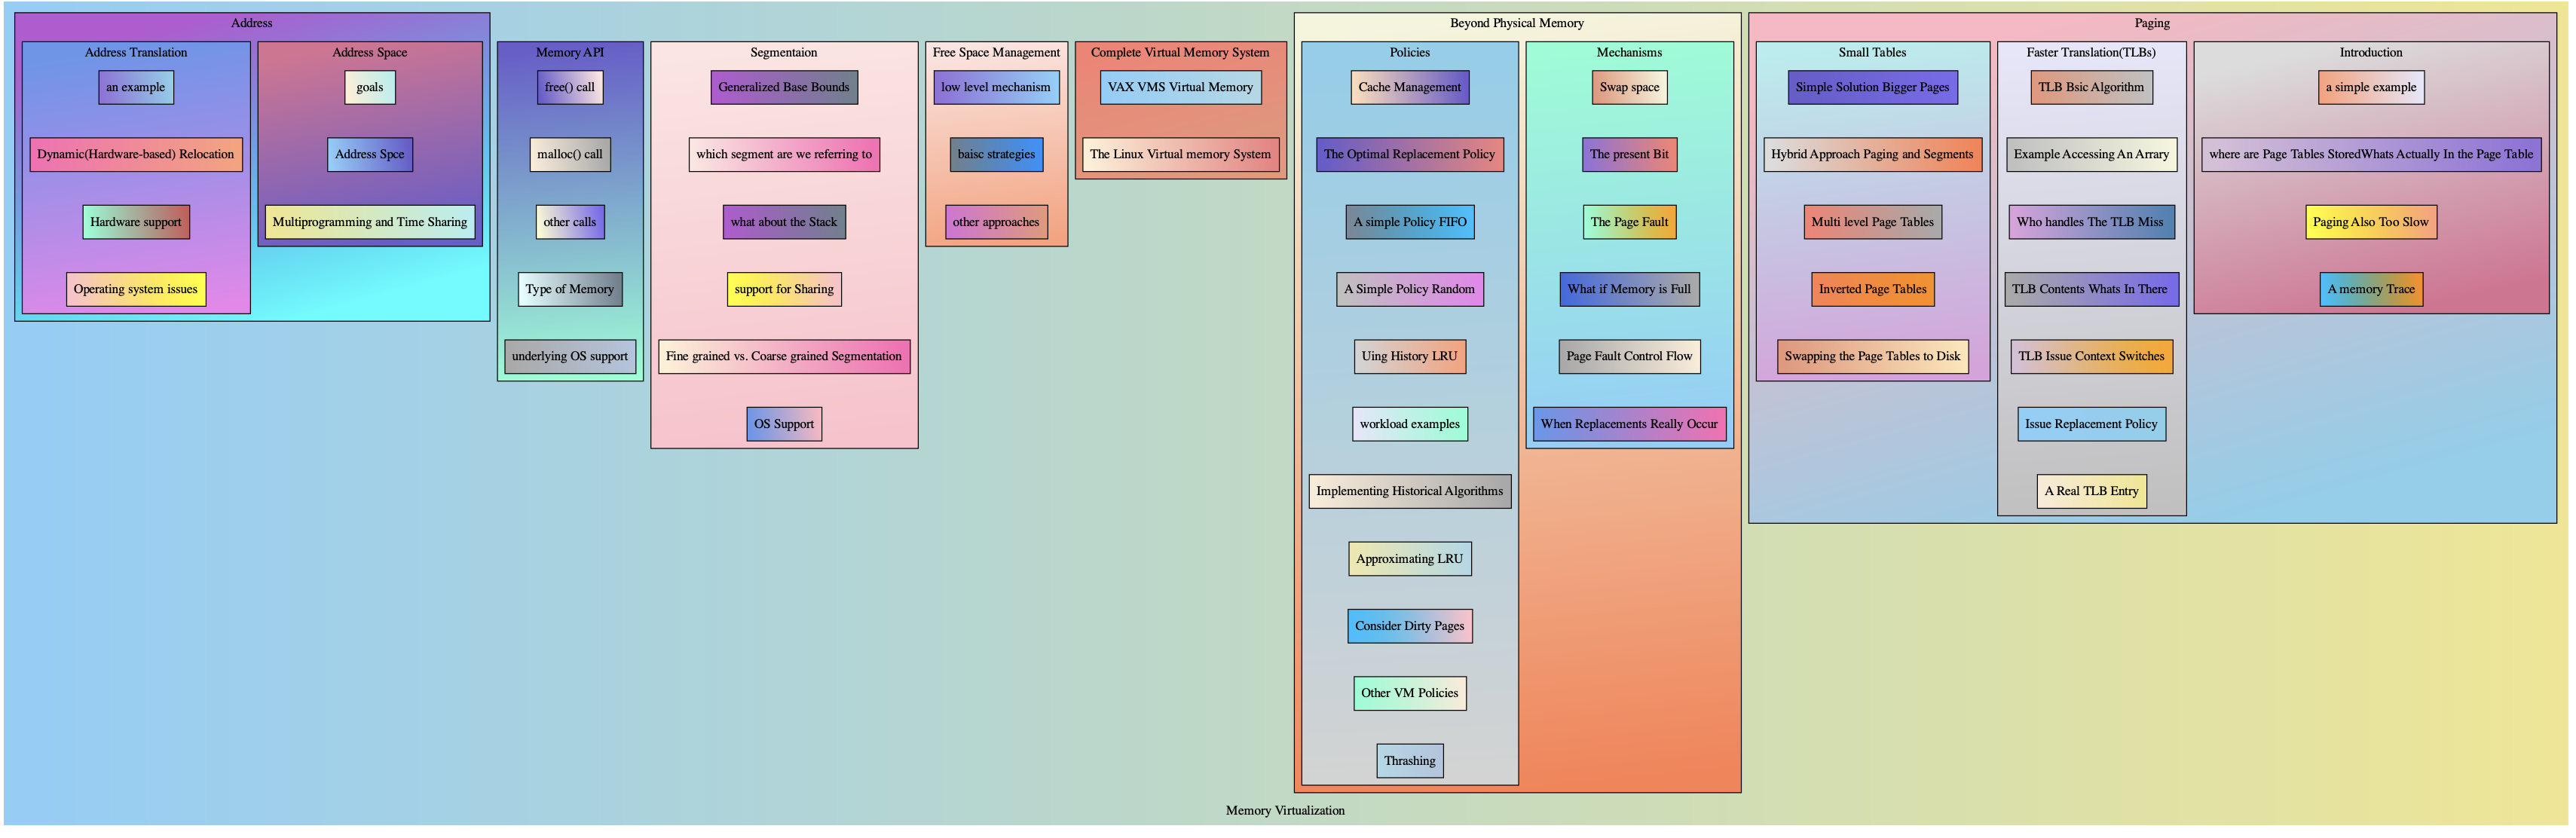 Address
Address Translation
an example
Dynamic(Hardware-based) Relocation
Hardware support
Operating system issues
Address Space
goals
Address Spce
Multiprogramming and Time Sharing
Memory API
free() call
malloc() call
other calls
Type of Memory
underlying OS support
Segmentaion
Generalized Base Bounds
which segment are we referring to
what about the Stack
support for Sharing
Fine grained vs. Coarse grained Segmentation
OS Support
Free Space Management
low level mechanism
baisc strategies
other approaches
Complete Virtual Memory System
VAX VMS Virtual Memory
The Linux Virtual memory System
Beyond Physical Memory
Policies
Cache Management
The Optimal Replacement Policy
A simple Policy FIFO
A Simple Policy Random
Uing History LRU
workload examples
Implementing Historical Algorithms
Approximating LRU
Consider Dirty Pages
Other VM Policies
Thrashing
Mechanisms
Swap space
The present Bit
The Page Fault
What if Memory is Full
Page Fault Control Flow
When Replacements Really Occur
Paging
Small Tables
Simple Solution Bigger Pages
Hybrid Approach Paging and Segments
Multi level Page Tables
Inverted Page Tables
Swapping the Page Tables to Disk
Faster Translation(TLBs)
TLB Bsic Algorithm
Example Accessing An Arrary
Who handles The TLB Miss
TLB Contents Whats In There
TLB Issue Context Switches
Issue Replacement Policy
A Real TLB Entry
Introduction
a simple example
where are Page Tables StoredWhats Actually In the Page Table
Paging Also Too Slow
A memory Trace
Memory Virtualization